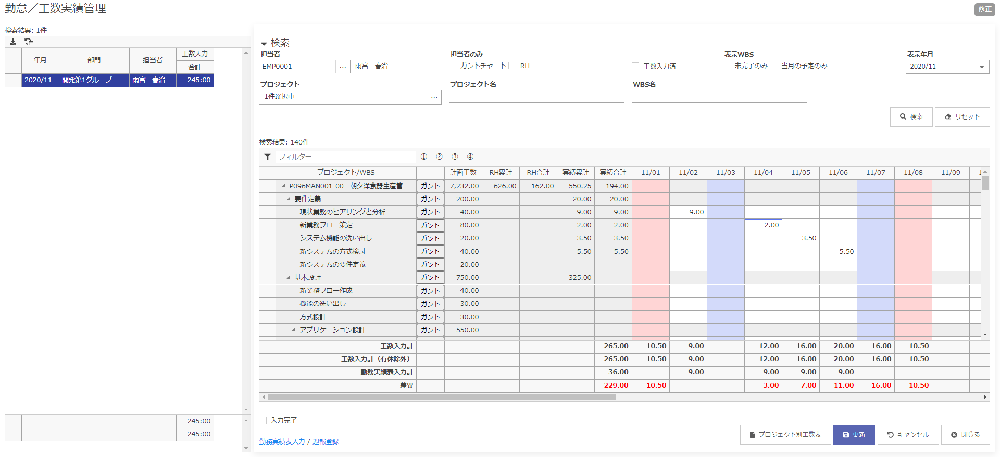 勤怠／工数実績管理
修正
検索結果: 1件
年月 部門 担当者 工数入力
合計
2020/11 開発第1グループ 雨宮　春治 245:00
245:00
245:00
検索
担当者 担当者のみ 表示WBS 表示年月
EMP0001 ... 雨宮　春治 ガントチャート RH 工数入力済 未完了のみ 当月の予定のみ 2020/11
プロジェクト プロジェクト名 WBS名
1件選択中 ...
検索 リセット
検索結果: 140件
フィルター ① ② ③ ④
プロジェクト/WBS 計画工数 RH累計 RH合計 実績累計 実績合計 11/01 11/02 11/03 11/04 11/05 11/06 11/07 11/08 11/09
P096MAN001-00　朝夕洋食器生産管… ガント 7,232.00 626.00 162.00 550.25 194.00
要件定義 ガント 200.00 20.00 20.00
現状業務のヒアリングと分析 ガント 40.00 9.00 9.00 9.00
新業務フロー策定 ガント 80.00 2.00 2.00 2.00
システム機能の洗い出し ガント 20.00 3.50 3.50 3.50
新システムの方式検討 ガント 40.00 5.50 5.50 5.50
新システムの要件定義 ガント 20.00
基本設計 ガント 750.00 325.00
新業務フロー作成 ガント 40.00
機能の洗い出し ガント 30.00
方式設計 ガント 30.00
アプリケーション設計 ガント 550.00
工数入力計 265.00 10.50 9.00 12.00 16.00 20.00 16.00 10.50
工数入力計（有休除外） 265.00 10.50 9.00 12.00 16.00 20.00 16.00 10.50
勤務実績表入力計 36.00 9.00 9.00 9.00 9.00
差異 229.00 10.50 3.00 7.00 11.00 16.00 10.50
入力完了
勤務実績表入力 / 週報登録
プロジェクト別工数表 更新 キャンセル 閉じる